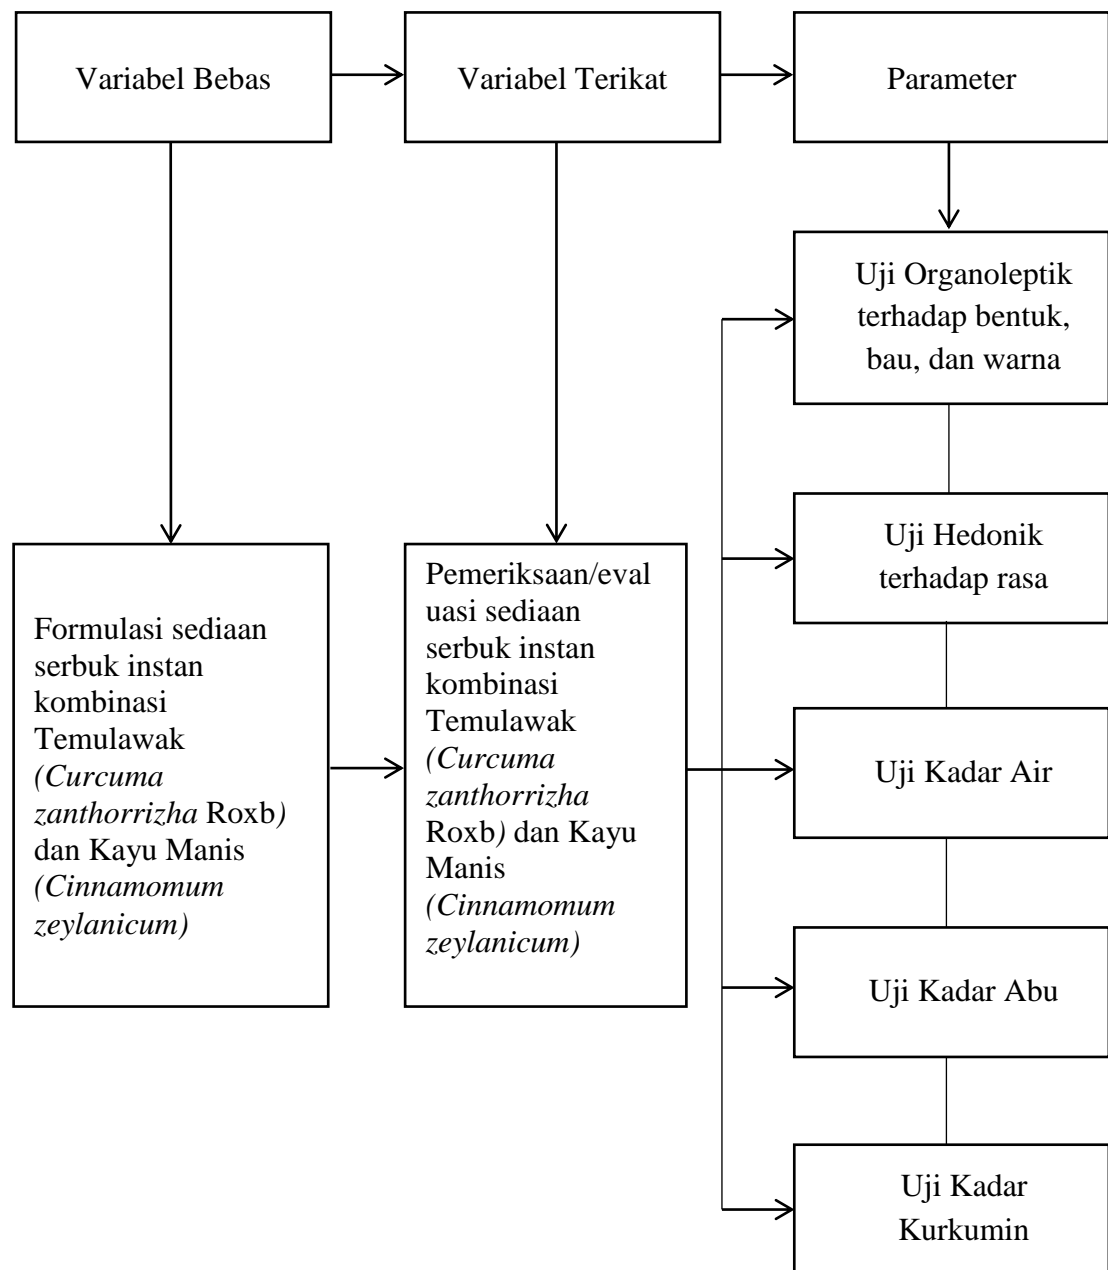 Variabel Bebas
Variabel Terikat
Parameter
Uji Organoleptik
terhadap bentuk,
bau, dan warna
Uji Hedonik
terhadap rasa
Formulasi sediaan
serbuk instan
kombinasi
Temulawak
(Curcuma
zanthorrizha Roxb)
dan Kayu Manis
(Cinnamomum
zeylanicum)
Pemeriksaan/eval
uasi sediaan
serbuk instan
kombinasi
Temulawak
(Curcuma
zanthorrizha
Roxb) dan Kayu
Manis
(Cinnamomum
zeylanicum)
Uji Kadar Air
Uji Kadar Abu
Uji Kadar
Kurkumin